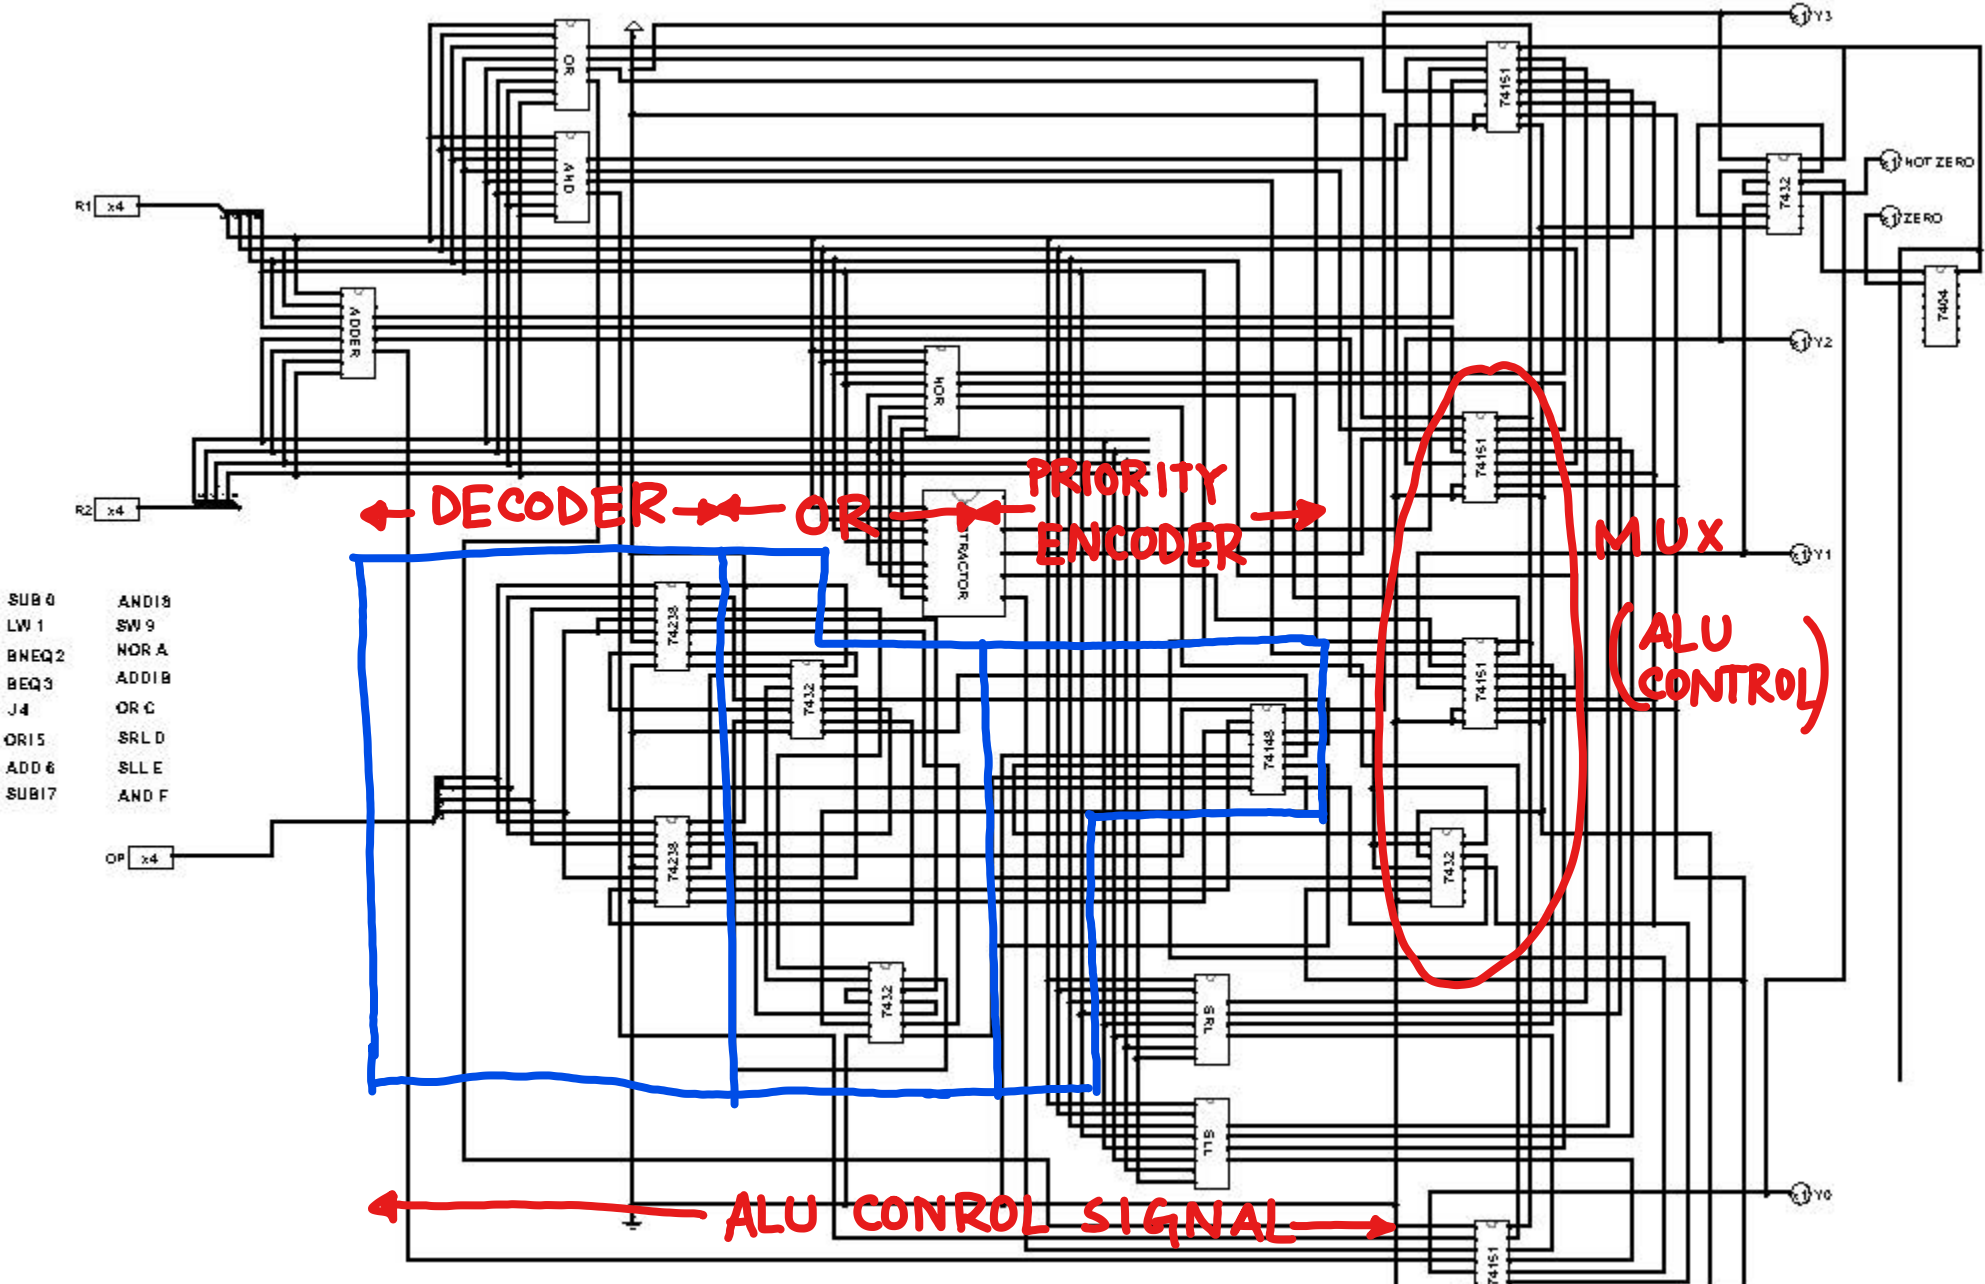 Y3
OR
74151
AND
7432
NOT ZERO
R1 x4
ZERO
ADDER
7404
Y2
NOR
74151
PRIORITY
ENCODER
DECODER
OR
R2 x4
TRACTOR
MUX
Y1
(ALU
CONTROL)
SUB 0 ANDI 8
LW 1 SW 9
BNEQ 2 NOR A
BEQ 3 ADDI B
J 4 OR C
ORI 5 SRL D
ADD 6 SLL E
SUBI 7 AND F
74238
7432
74151
74148
74238
7432
OP x4
7432
SRL
SLL
ALU CONROL SIGNAL
Y0
74151